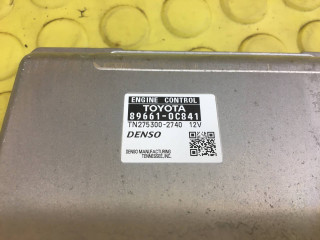 ENGINE CONTROL
TOYOTA
89661-0C841
TN275300-2740 12V
DENSO
DENSO MANUFACTURING
TENNESSEE, INC.